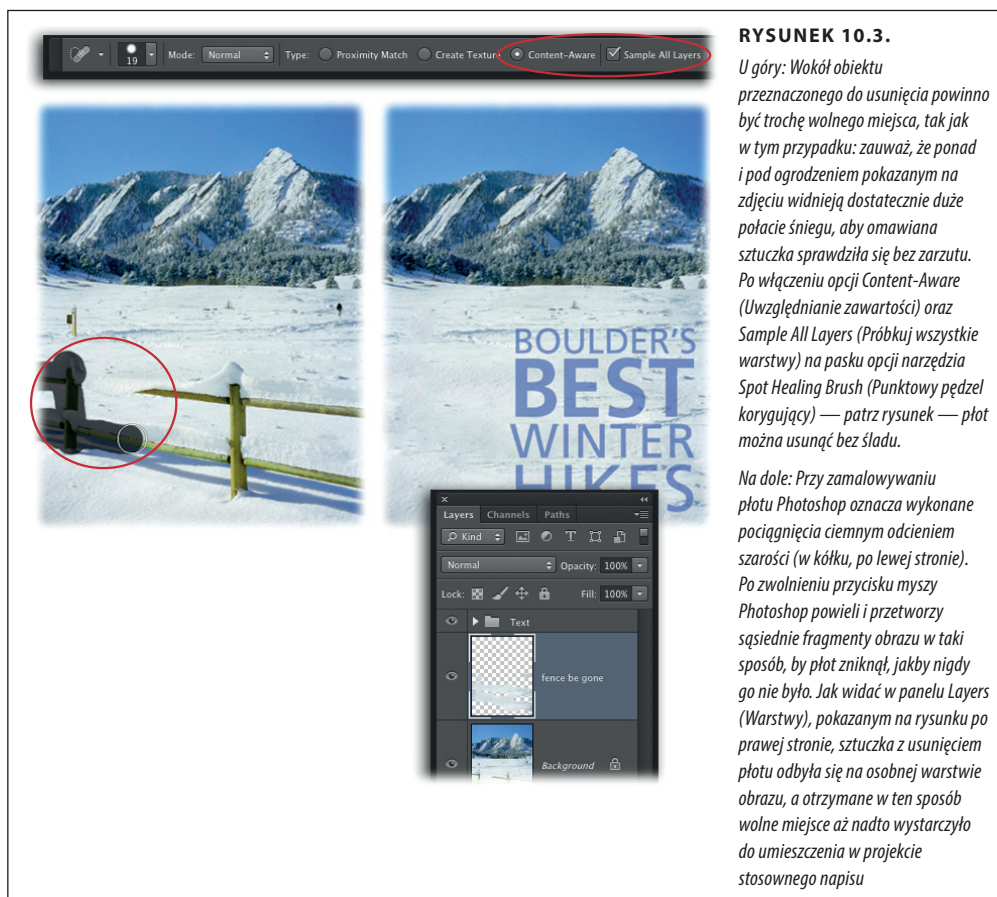 19 Mode: Normal Type: Proximity Match Create Texture Content-Aware Sample All Layers
BOULDER'S
BEST
WINTER
HIKES
Layers Channels Paths
Kind
Normal Opacity: 100%
Lock: Fill: 100%
Text
fence be gone
Background
RYSUNEK 10.3.
U góry: Wokół obiektu
przeznaczonego do usunięcia powinno
być trochę wolnego miejsca, tak jak
w tym przypadku: zauważ, że ponad
i pod ogrodzeniem pokazanym na
zdjęciu widnieją dostatecznie duże
połacie śniegu, aby omawiana
sztuczka sprawdziła się bez zarzutu.
Po włączeniu opcji Content-Aware
(Uwzględnianie zawartości) oraz
Sample All Layers (Próbkuj wszystkie
warstwy) na pasku opcji narzędzia
Spot Healing Brush (Punktowy pędzel
korygujący) — patrz rysunek — płot
można usunąć bez śladu.
Na dole: Przy zamalowywaniu
płotu Photoshop oznacza wykonane
pociągnięcia ciemnym odcieniem
szarości (w kółku, po lewej stronie).
Po zwolnieniu przycisku myszy
Photoshop powieli i przetworzy
sąsiednie fragmenty obrazu w taki
sposób, by płot zniknął, jakby nigdy
go nie było. Jak widać w panelu Layers
(Warstwy), pokazanym na rysunku po
prawej stronie, sztuczka z usunięciem
płotu odbyła się na osobnej warstwie
obrazu, a otrzymane w ten sposób
wolne miejsce aż nadto wystarczyło
do umieszczenia w projekcie
stosownego napisu